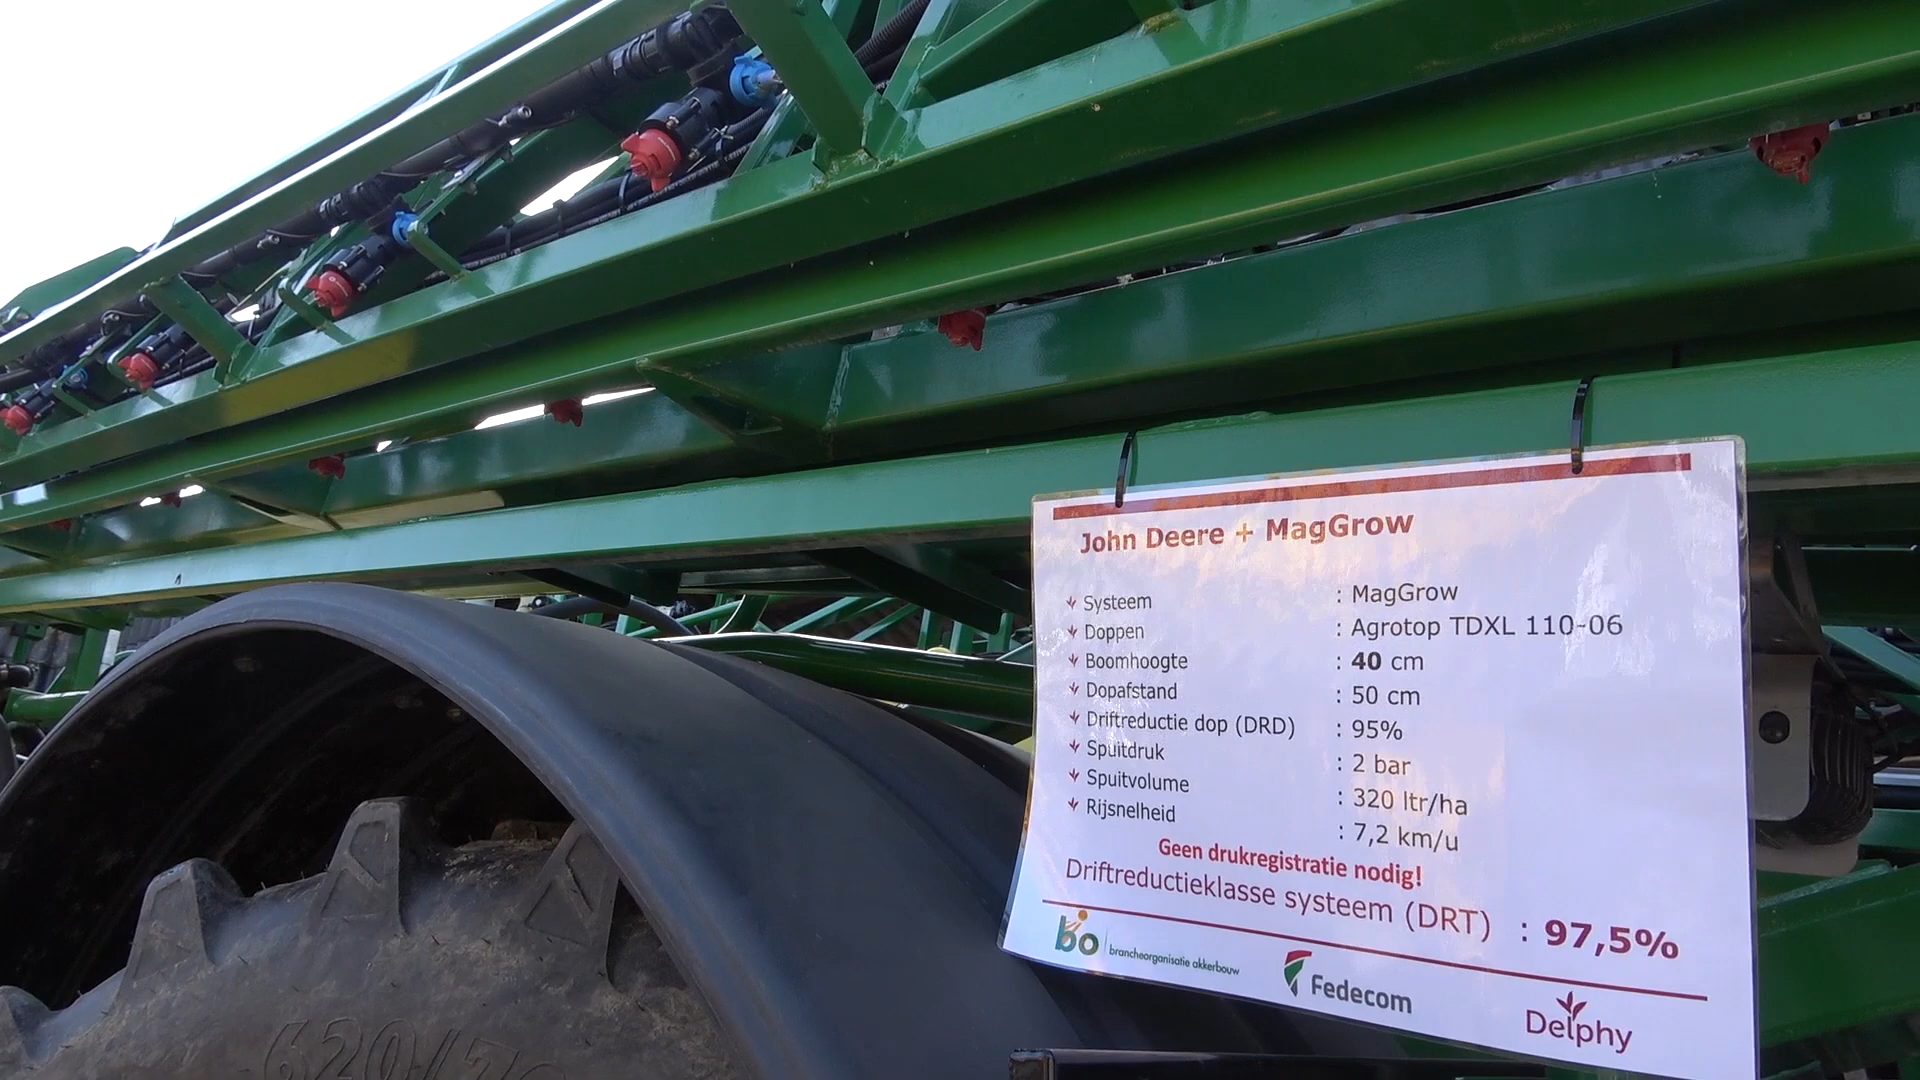 John Deere + MagGrow
Systeem : MagGrow
Doppen : Agrotop TDXL 110-06
Boomhoogte : 40 cm
Dopafstand : 50 cm
Driftreductie dop (DRD) : 95%
Spuitdruk : 2 bar
Spuitvolume : 320 ltr/ha
Rijsnelheid : 7,2 km/u
Geen drukregistratie nodig!
Driftreductieklasse systeem (DRT) : 97,5%
bo brancheorganisatie akkerbouw
Fedecom
Delphy
620/70